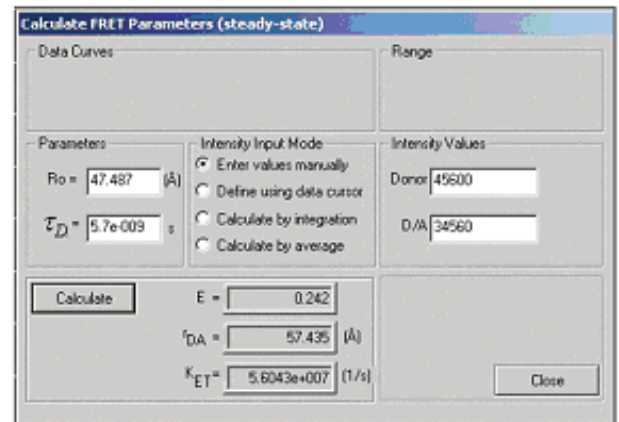 Calculate FRET Parameters (steady-state)
Data Curves
Range
Parameters
Ro = 47.487 (Å)
τD = 5.7e-009 s
Intensity Input Mode
Enter values manually
Define using data cursor
Calculate by integration
Calculate by average
Intensity Values
Donor 45600
D/A 34560
Calculate
E = 0.242
rDA = 57.435 (Å)
KET = 5.6043e+007 (1/s)
Close